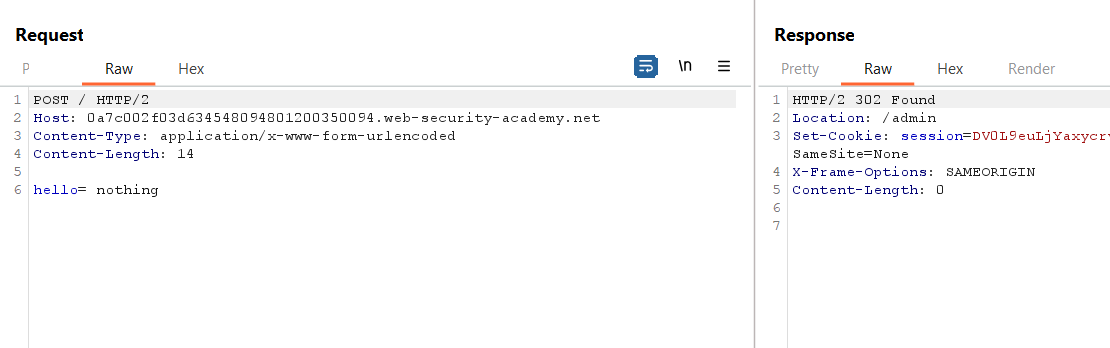 Request
P Raw Hex \n
1 POST / HTTP/2
2 Host: 0a7c002f03d634548094801200350094.web-security-academy.net
3 Content-Type: application/x-www-form-urlencoded
4 Content-Length: 14
5
6 hello= nothing
Response
Pretty Raw Hex Render
1 HTTP/2 302 Found
2 Location: /admin
3 Set-Cookie: session=DVOL9euLjYaxycrv
SameSite=None
4 X-Frame-Options: SAMEORIGIN
5 Content-Length: 0
6
7